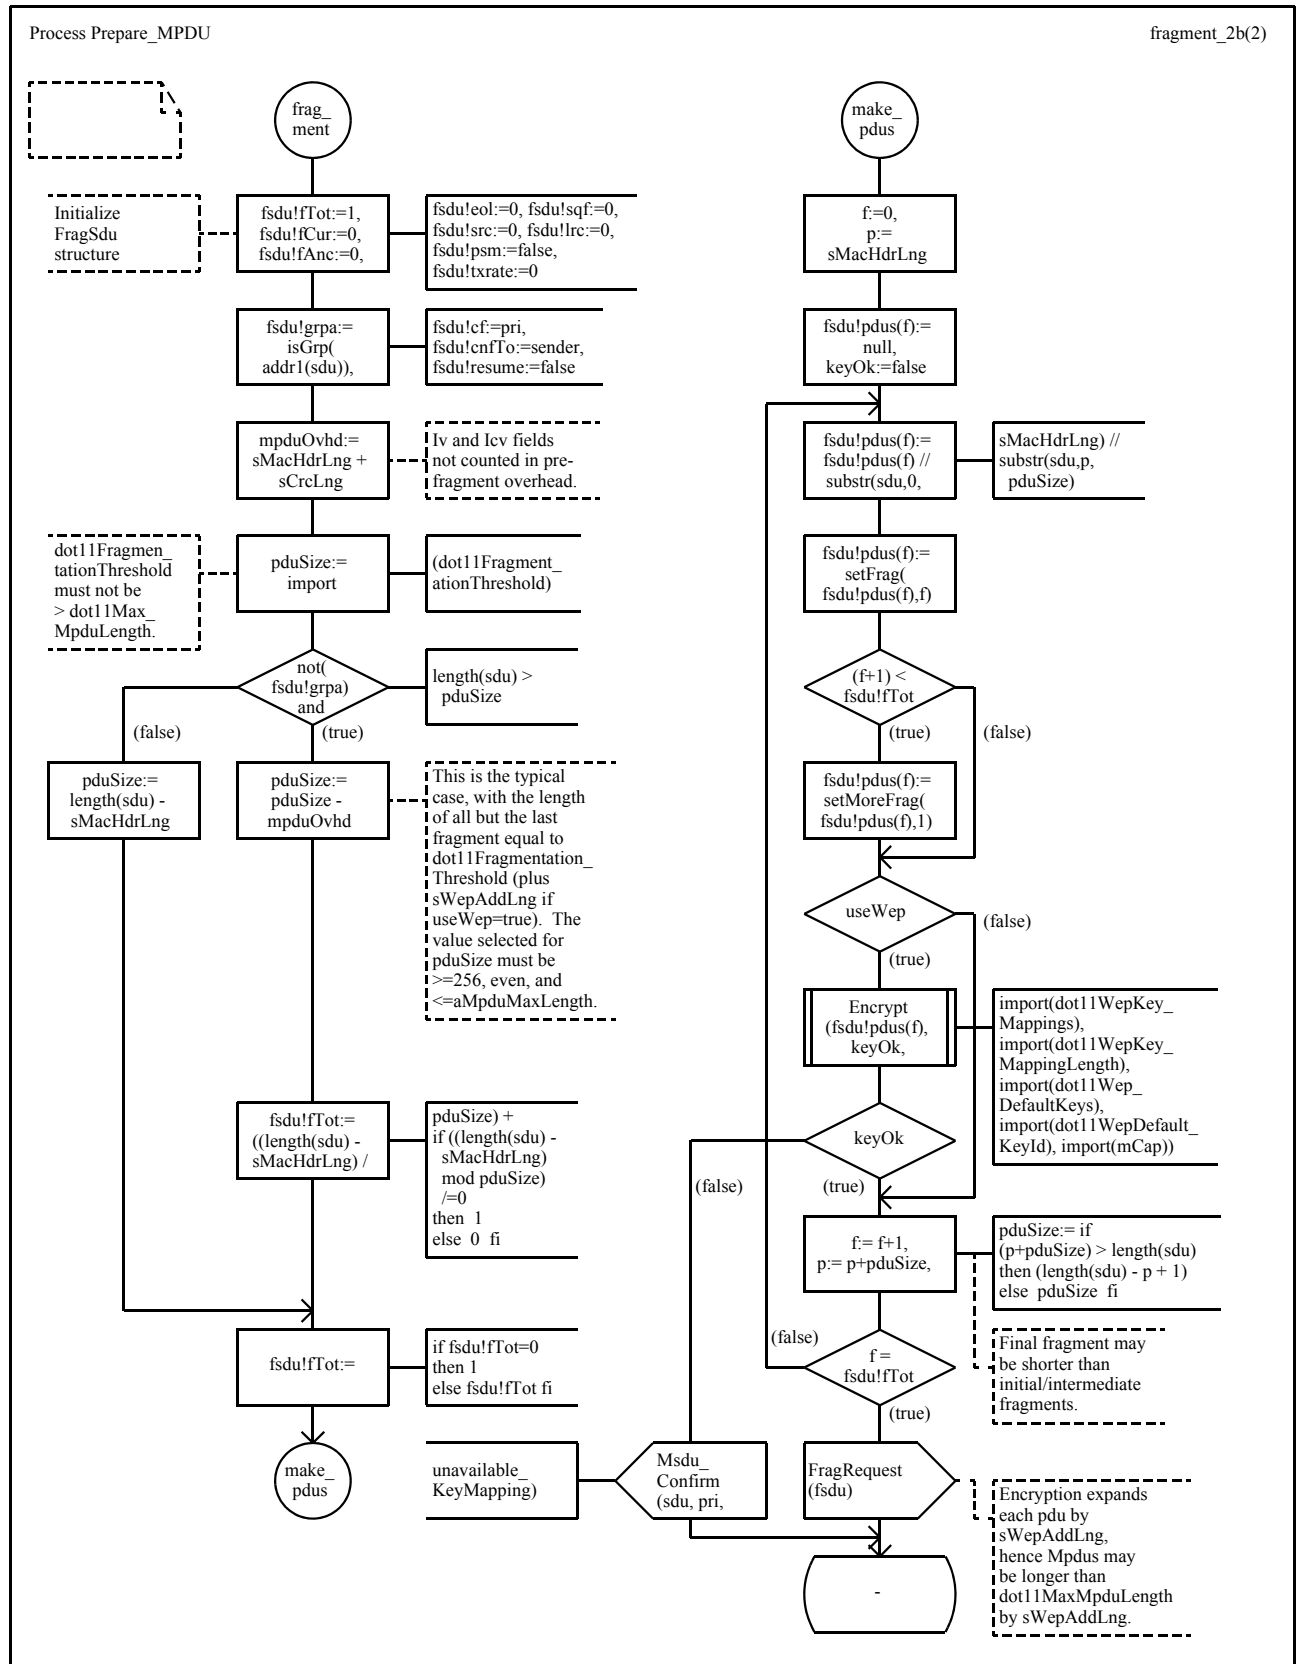 Process Prepare_MPDU
fragment_2b(2)
frag_
ment
Initialize
FragSdu
structure
fsdu!fTot:=1,
fsdu!fCur:=0,
fsdu!fAnc:=0,
fsdu!eol:=0, fsdu!sqf:=0,
fsdu!src:=0, fsdu!lrc:=0,
fsdu!psm:=false,
fsdu!txrate:=0
fsdu!grpa:=
isGrp(
addr1(sdu)),
fsdu!cf:=pri,
fsdu!cnfTo:=sender,
fsdu!resume:=false
mpduOvhd:=
sMacHdrLng +
sCrcLng
Iv and Icv fields
not counted in pre-
fragment overhead.
dot11Fragmen_
tationThreshold
must not be
> dot11Max_
MpduLength.
pduSize:=
import
(dot11Fragment_
ationThreshold)
not(
fsdu!grpa)
and
length(sdu) >
pduSize
(false)
(true)
pduSize:=
length(sdu) -
sMacHdrLng
pduSize:=
pduSize -
mpduOvhd
This is the typical
case, with the length
of all but the last
fragment equal to
dot11Fragmentation_
Threshold (plus
sWepAddLng if
useWep=true).  The
value selected for
pduSize must be
>=256, even, and
<=aMpduMaxLength.
fsdu!fTot:=
((length(sdu) -
sMacHdrLng) /
pduSize) +
if ((length(sdu) -
sMacHdrLng)
mod pduSize)
/=0
then  1
else  0  fi
fsdu!fTot:=
if fsdu!fTot=0
then 1
else fsdu!fTot fi
make_
pdus
make_
pdus
f:=0,
p:=
sMacHdrLng
fsdu!pdus(f):=
null,
keyOk:=false
fsdu!pdus(f):=
fsdu!pdus(f) //
substr(sdu,0,
sMacHdrLng) //
substr(sdu,p,
pduSize)
fsdu!pdus(f):=
setFrag(
fsdu!pdus(f),f)
(f+1) <
fsdu!fTot
(true)
(false)
fsdu!pdus(f):=
setMoreFrag(
fsdu!pdus(f),1)
useWep
(false)
(true)
Encrypt
(fsdu!pdus(f),
keyOk,
import(dot11WepKey_
Mappings),
import(dot11WepKey_
MappingLength),
import(dot11Wep_
DefaultKeys),
import(dot11WepDefault_
KeyId), import(mCap))
keyOk
(false)
(true)
f:= f+1,
p:= p+pduSize,
pduSize:= if
(p+pduSize) > length(sdu)
then (length(sdu) - p + 1)
else  pduSize  fi
Final fragment may
be shorter than
initial/intermediate
fragments.
(false)
f =
fsdu!fTot
(true)
unavailable_
KeyMapping)
Msdu_
Confirm
(sdu, pri,
FragRequest
(fsdu)
Encryption expands
each pdu by
sWepAddLng,
hence Mpdus may
be longer than
dot11MaxMpduLength
by sWepAddLng.
-